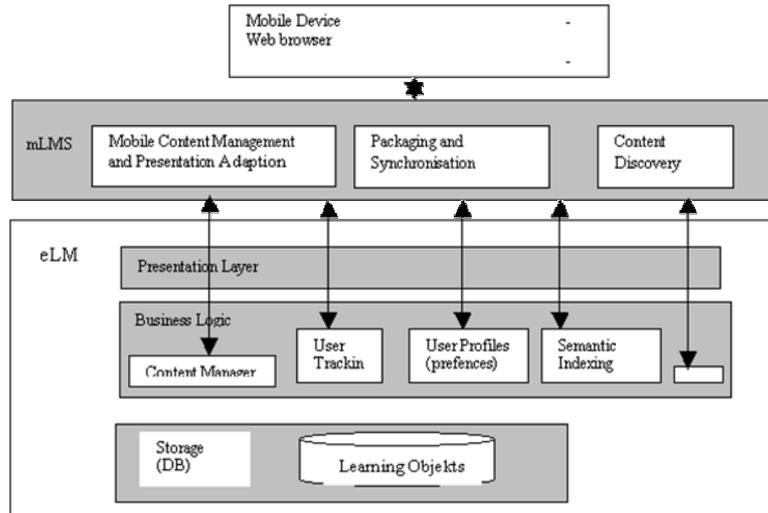 Mobile Device -
Web browser
-
mLMS
Mobile Content Management
and Presentation Adaption
Packaging and
Synchronisation
Content
Discovery
eLM
Presentation Layer
Business Logic
Content Manager
User
Trackin
User Profiles
(prefences)
Semantic
Indexing
Storage
(DB)
Learning Objekts